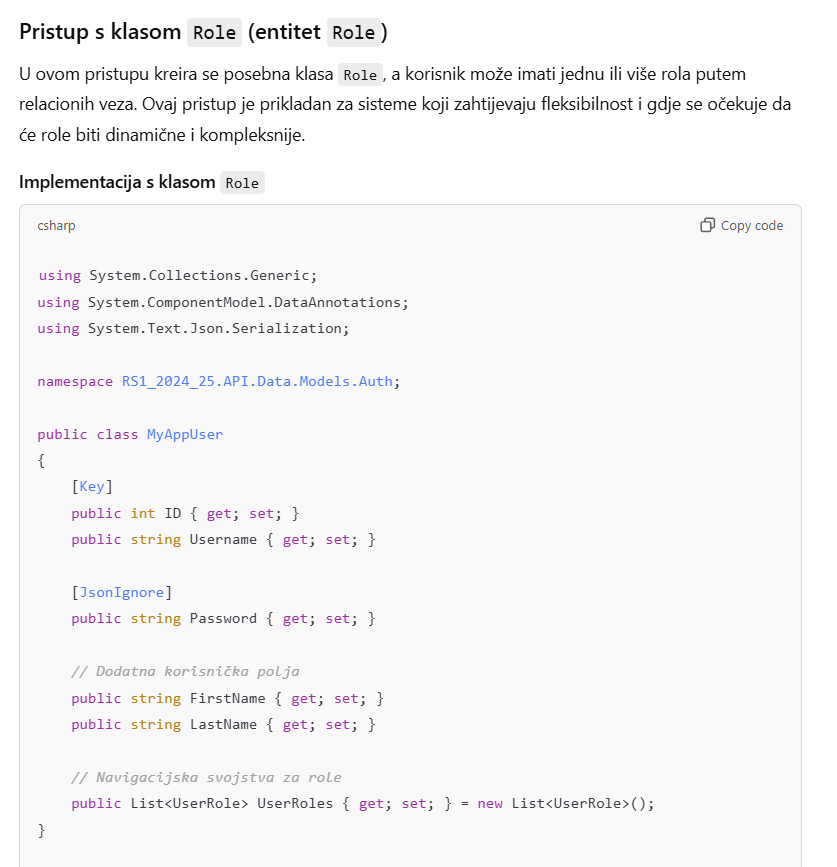 Pristup s klasom Role (entitet Role)
U ovom pristupu kreira se posebna klasa Role, a korisnik može imati jednu ili više rola putem
relacionih veza. Ovaj pristup je prikladan za sisteme koji zahtijevaju fleksibilnost i gdje se očekuje da
će role biti dinamične i kompleksnije.
Implementacija s klasom Role
csharp Copy code
using System.Collections.Generic;
using System.ComponentModel.DataAnnotations;
using System.Text.Json.Serialization;
namespace RS1_2024_25.API.Data.Models.Auth;
public class MyAppUser
{
[Key]
public int ID { get; set; }
public string Username { get; set; }
[JsonIgnore]
public string Password { get; set; }
// Dodatna korisnička polja
public string FirstName { get; set; }
public string LastName { get; set; }
// Navigacijska svojstva za role
public List<UserRole> UserRoles { get; set; } = new List<UserRole>();
}